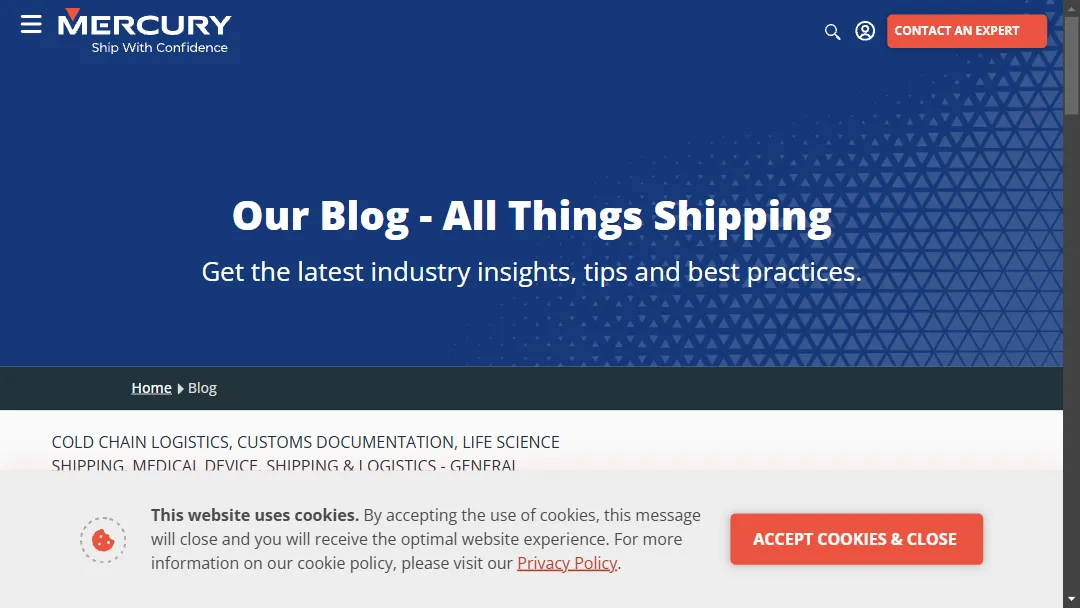 MERCURY
Ship With Confidence
CONTACT AN EXPERT
Our Blog - All Things Shipping
Get the latest industry insights, tips and best practices.
Home Blog
COLD CHAIN LOGISTICS, CUSTOMS DOCUMENTATION, LIFE SCIENCE
SHIPPING, MEDICAL DEVICE, SHIPPING & LOGISTICS - GENERAL
This website uses cookies. By accepting the use of cookies, this message
will close and you will receive the optimal website experience. For more
information on our cookie policy, please visit our Privacy Policy.
ACCEPT COOKIES & CLOSE